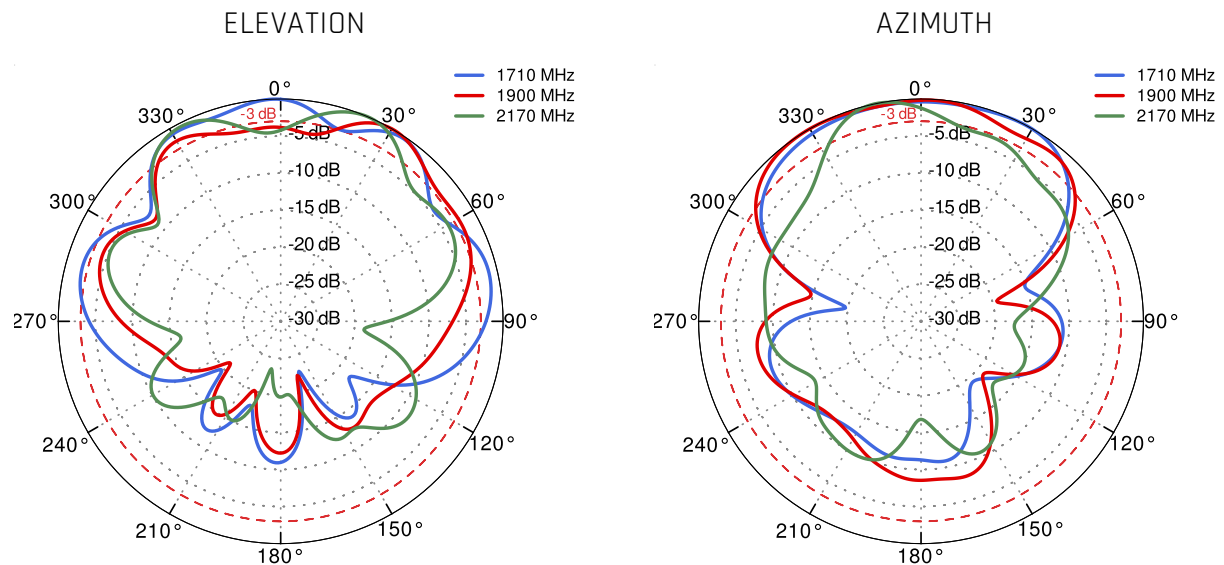 ELEVATION
1710 MHz
1900 MHz
2170 MHz
0°
30°
60°
90°
120°
150°
180°
210°
240°
270°
300°
330°
-3 dB
-5 dB
-10 dB
-15 dB
-20 dB
-25 dB
-30 dB
AZIMUTH
1710 MHz
1900 MHz
2170 MHz
0°
30°
60°
90°
120°
150°
180°
210°
240°
270°
300°
330°
-3 dB
-5 dB
-10 dB
-15 dB
-20 dB
-25 dB
-30 dB